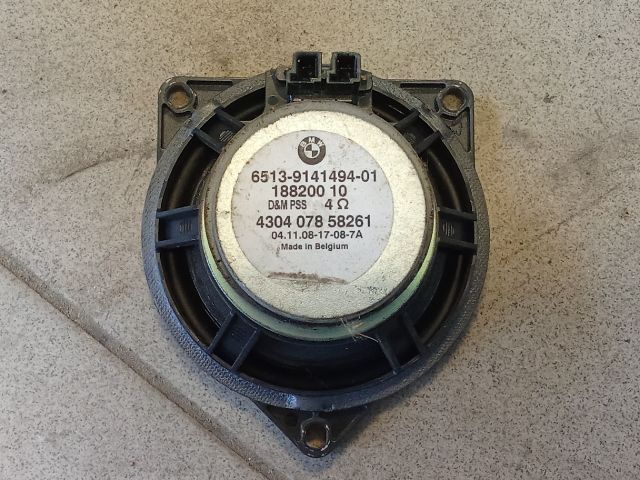 BMW
6513-9141494-01
188200 10
D&M PSS 4 Ω
4304 078 58261
04.11.08-17-08-7A
Made in Belgium